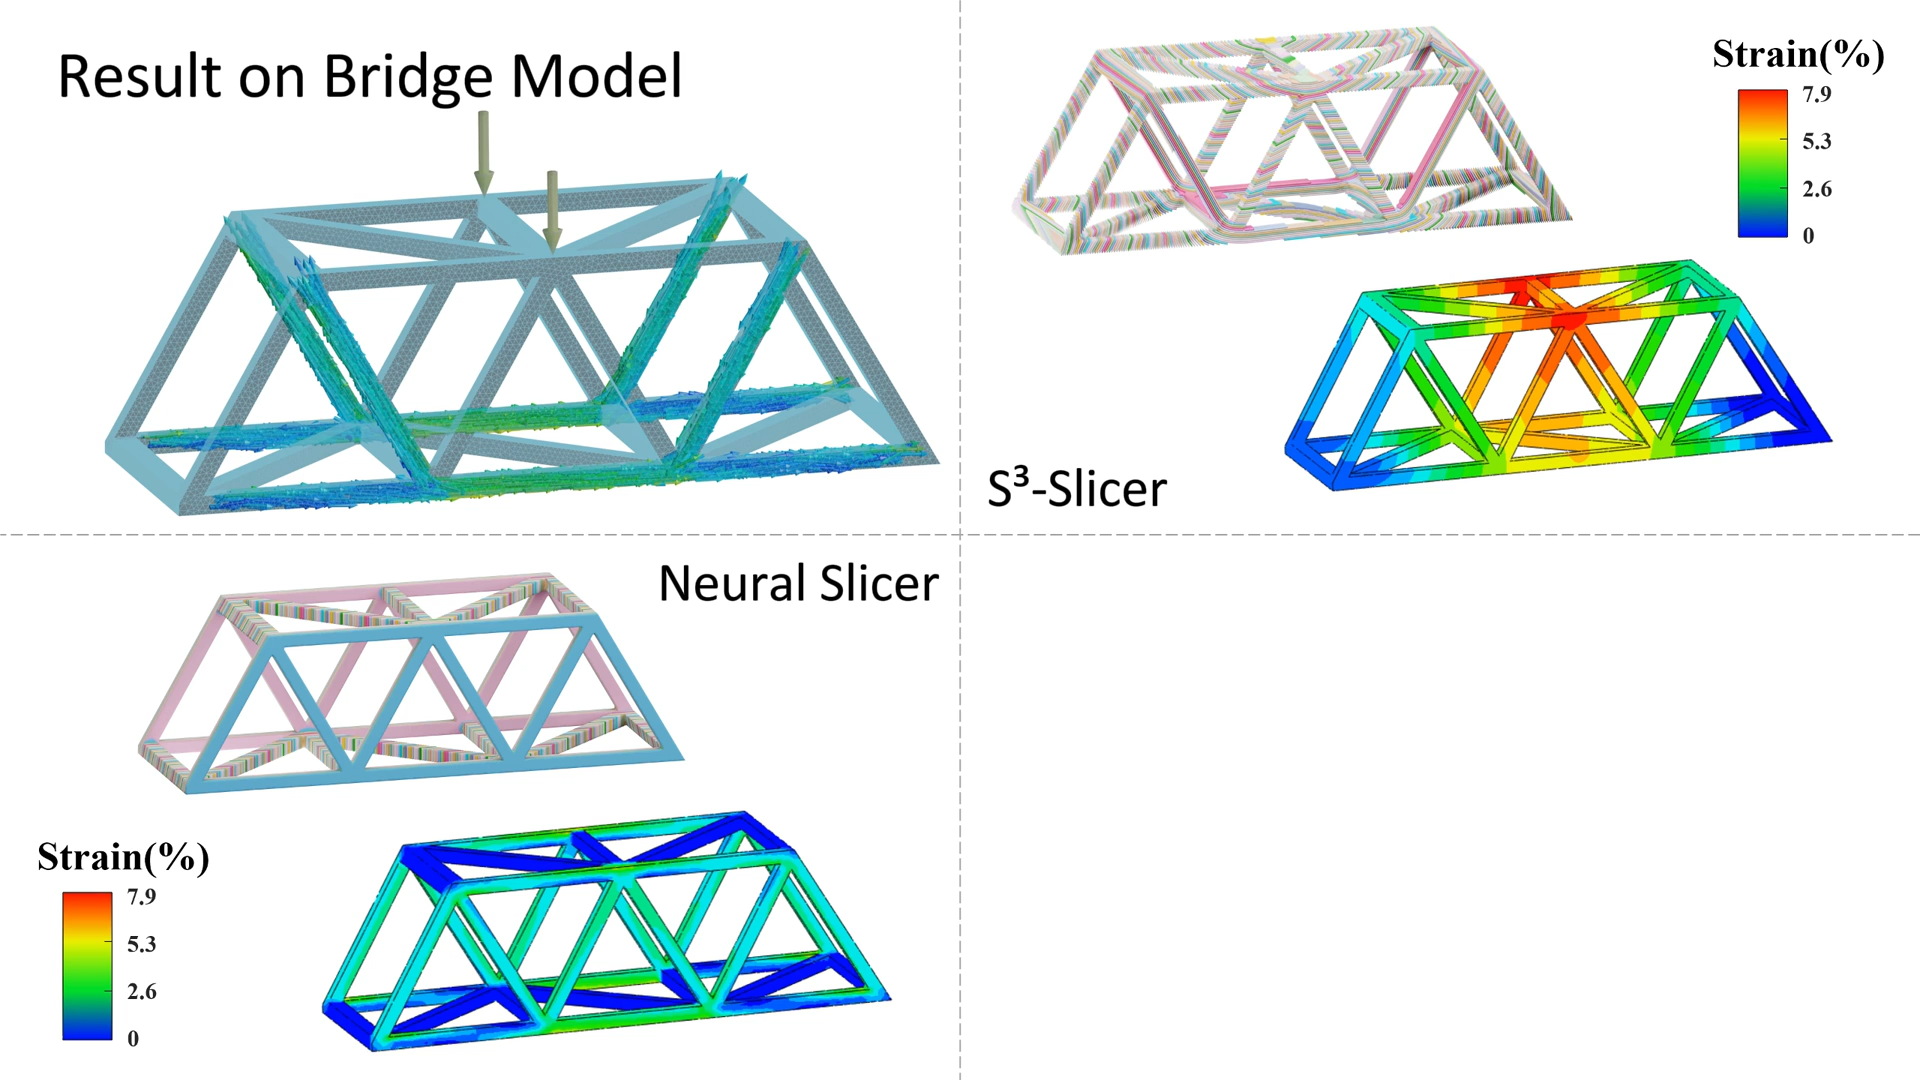 Result on Bridge Model
Strain(%)
7.9
5.3
2.6
0
S³-Slicer
Neural Slicer
Strain(%)
7.9
5.3
2.6
0